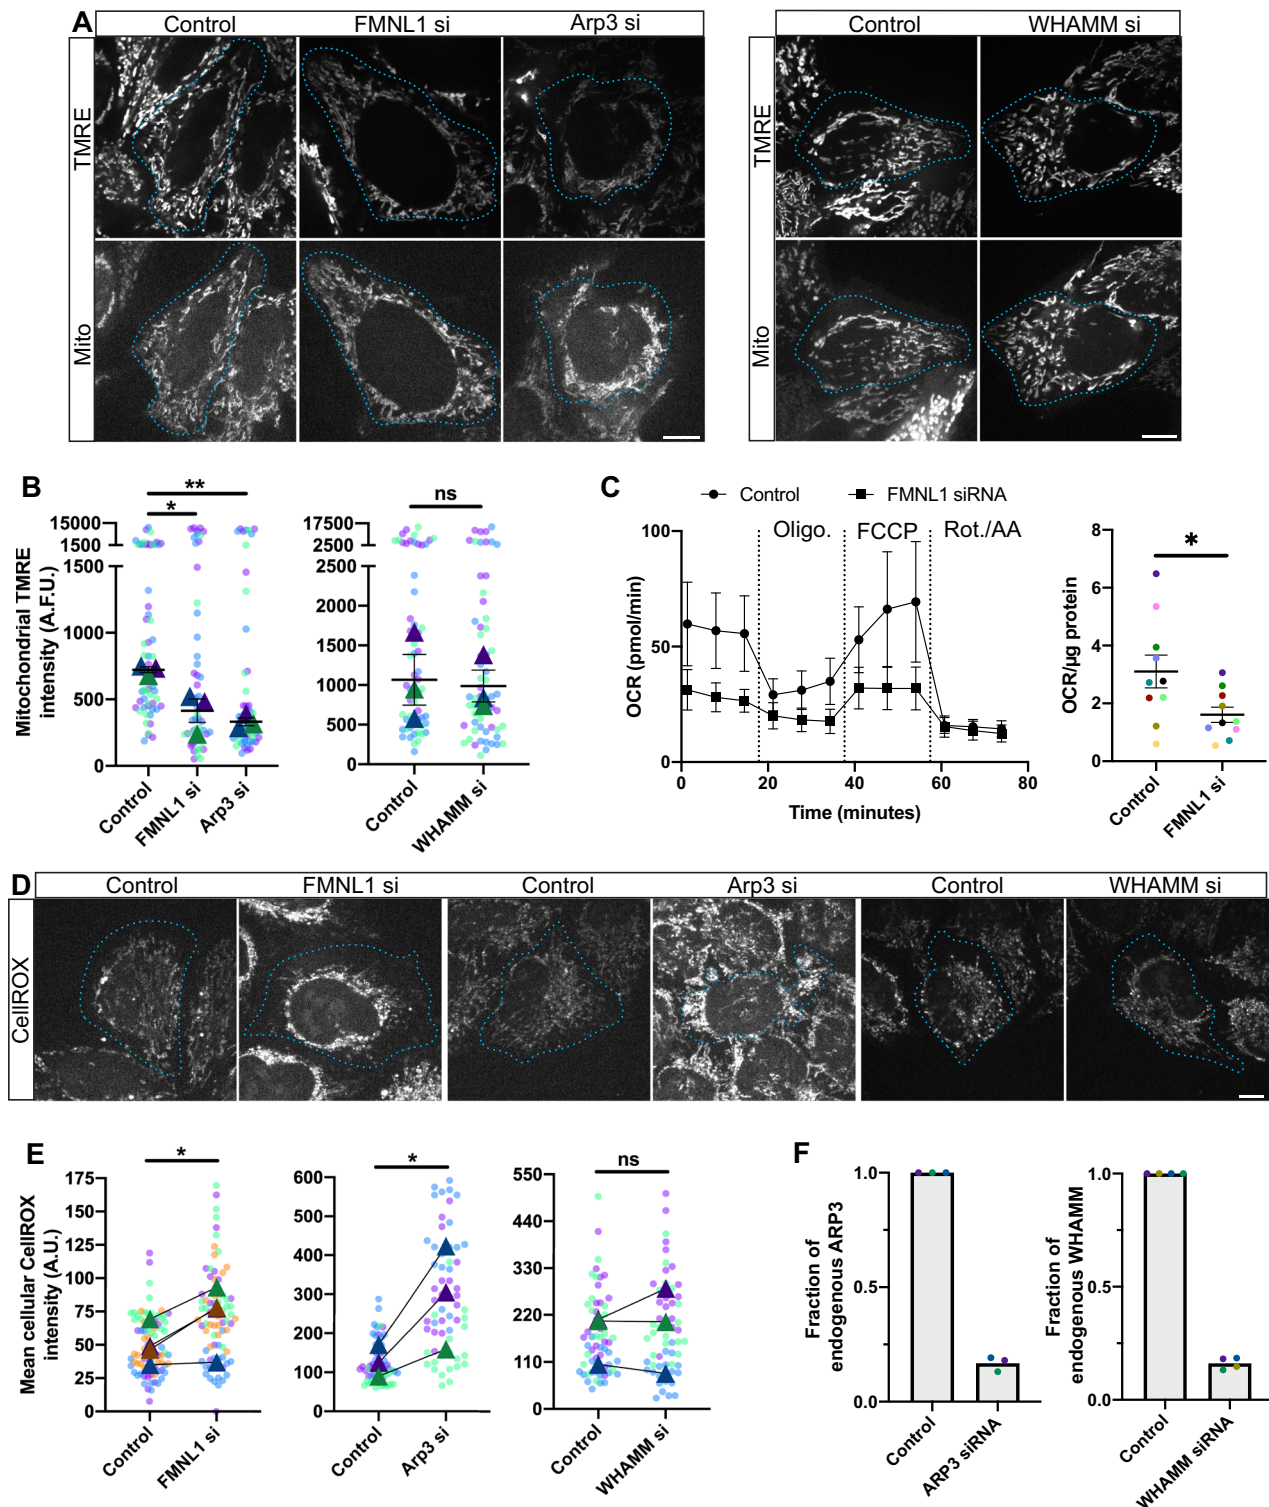 A
Control
FMNL1 si
Arp3 si
Control
WHAMM si
TMRE
Mito
TMRE
Mito
B
Mitochondrial TMRE
intensity (A.F.U.)
**
*
15000
1500
1500
1000
500
0
Control
FMNL1 si
Arp3 si
ns
17500
2500
2500
2000
1500
1000
500
0
Control
WHAMM si
C
Control
FMNL1 siRNA
OCR (pmol/min)
100
50
0
Oligo.
FCCP
Rot./AA
0
20
40
60
80
Time (minutes)
OCR/µg protein
8
6
4
2
0
*
Control
FMNL1 si
D
Control
FMNL1 si
Control
Arp3 si
Control
WHAMM si
CellROX
E
Mean cellular CellROX
intensity (A.U.)
*
175
150
125
100
75
50
25
0
Control
FMNL1 si
*
600
500
400
300
200
100
0
Control
Arp3 si
ns
550
440
330
220
110
0
Control
WHAMM si
F
Fraction of
endogenous ARP3
1.0
0.5
0.0
Control
ARP3 siRNA
Fraction of
endogenous WHAMM
1.0
0.5
0.0
Control
WHAMM siRNA